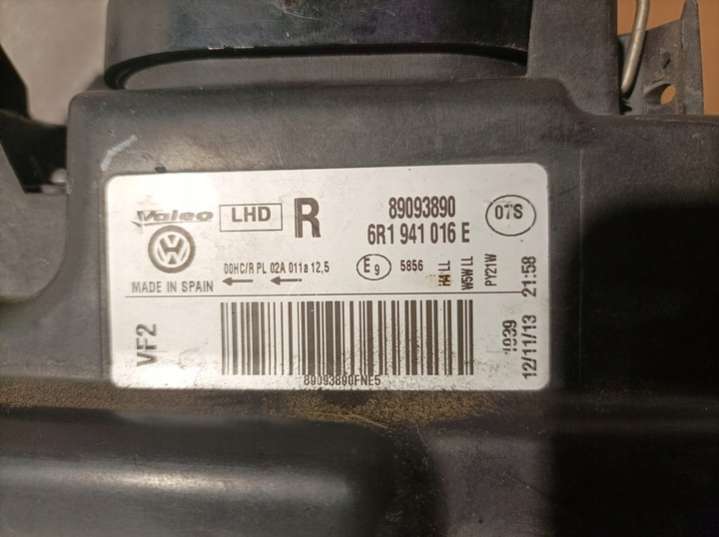 Valeo LHD R 89093890 07S
6R1 941 016 E
00HC/R PL 02A 011a 12,5 E9 5856
MADE IN SPAIN
H4 LL
W5W LL
PY21W
VF2
1939
12/11/13 21:58
89093890FNE5